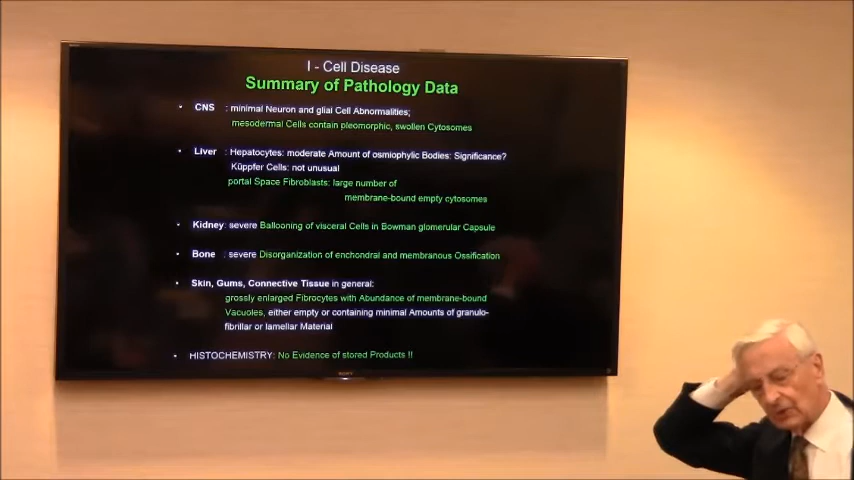 I - Cell Disease
Summary of Pathology Data
• CNS : minimal Neuron and glial Cell Abnormalities;
mesodermal Cells contain pleomorphic, swollen Cytosomes
• Liver : Hepatocytes: moderate Amount of osmiophylic Bodies: Significance?
Küppfer Cells: not unusual
portal Space Fibroblasts: large number of
membrane-bound empty cytosomes
• Kidney: severe Ballooning of visceral Cells in Bowman glomerular Capsule
• Bone : severe Disorganization of enchondral and membranous Ossification
• Skin, Gums, Connective Tissue in general:
grossly enlarged Fibrocytes with Abundance of membrane-bound
Vacuoles, either empty or containing minimal Amounts of granulo-
fibrillar or lamellar Material
• HISTOCHEMISTRY: No Evidence of stored Products !!
SONY